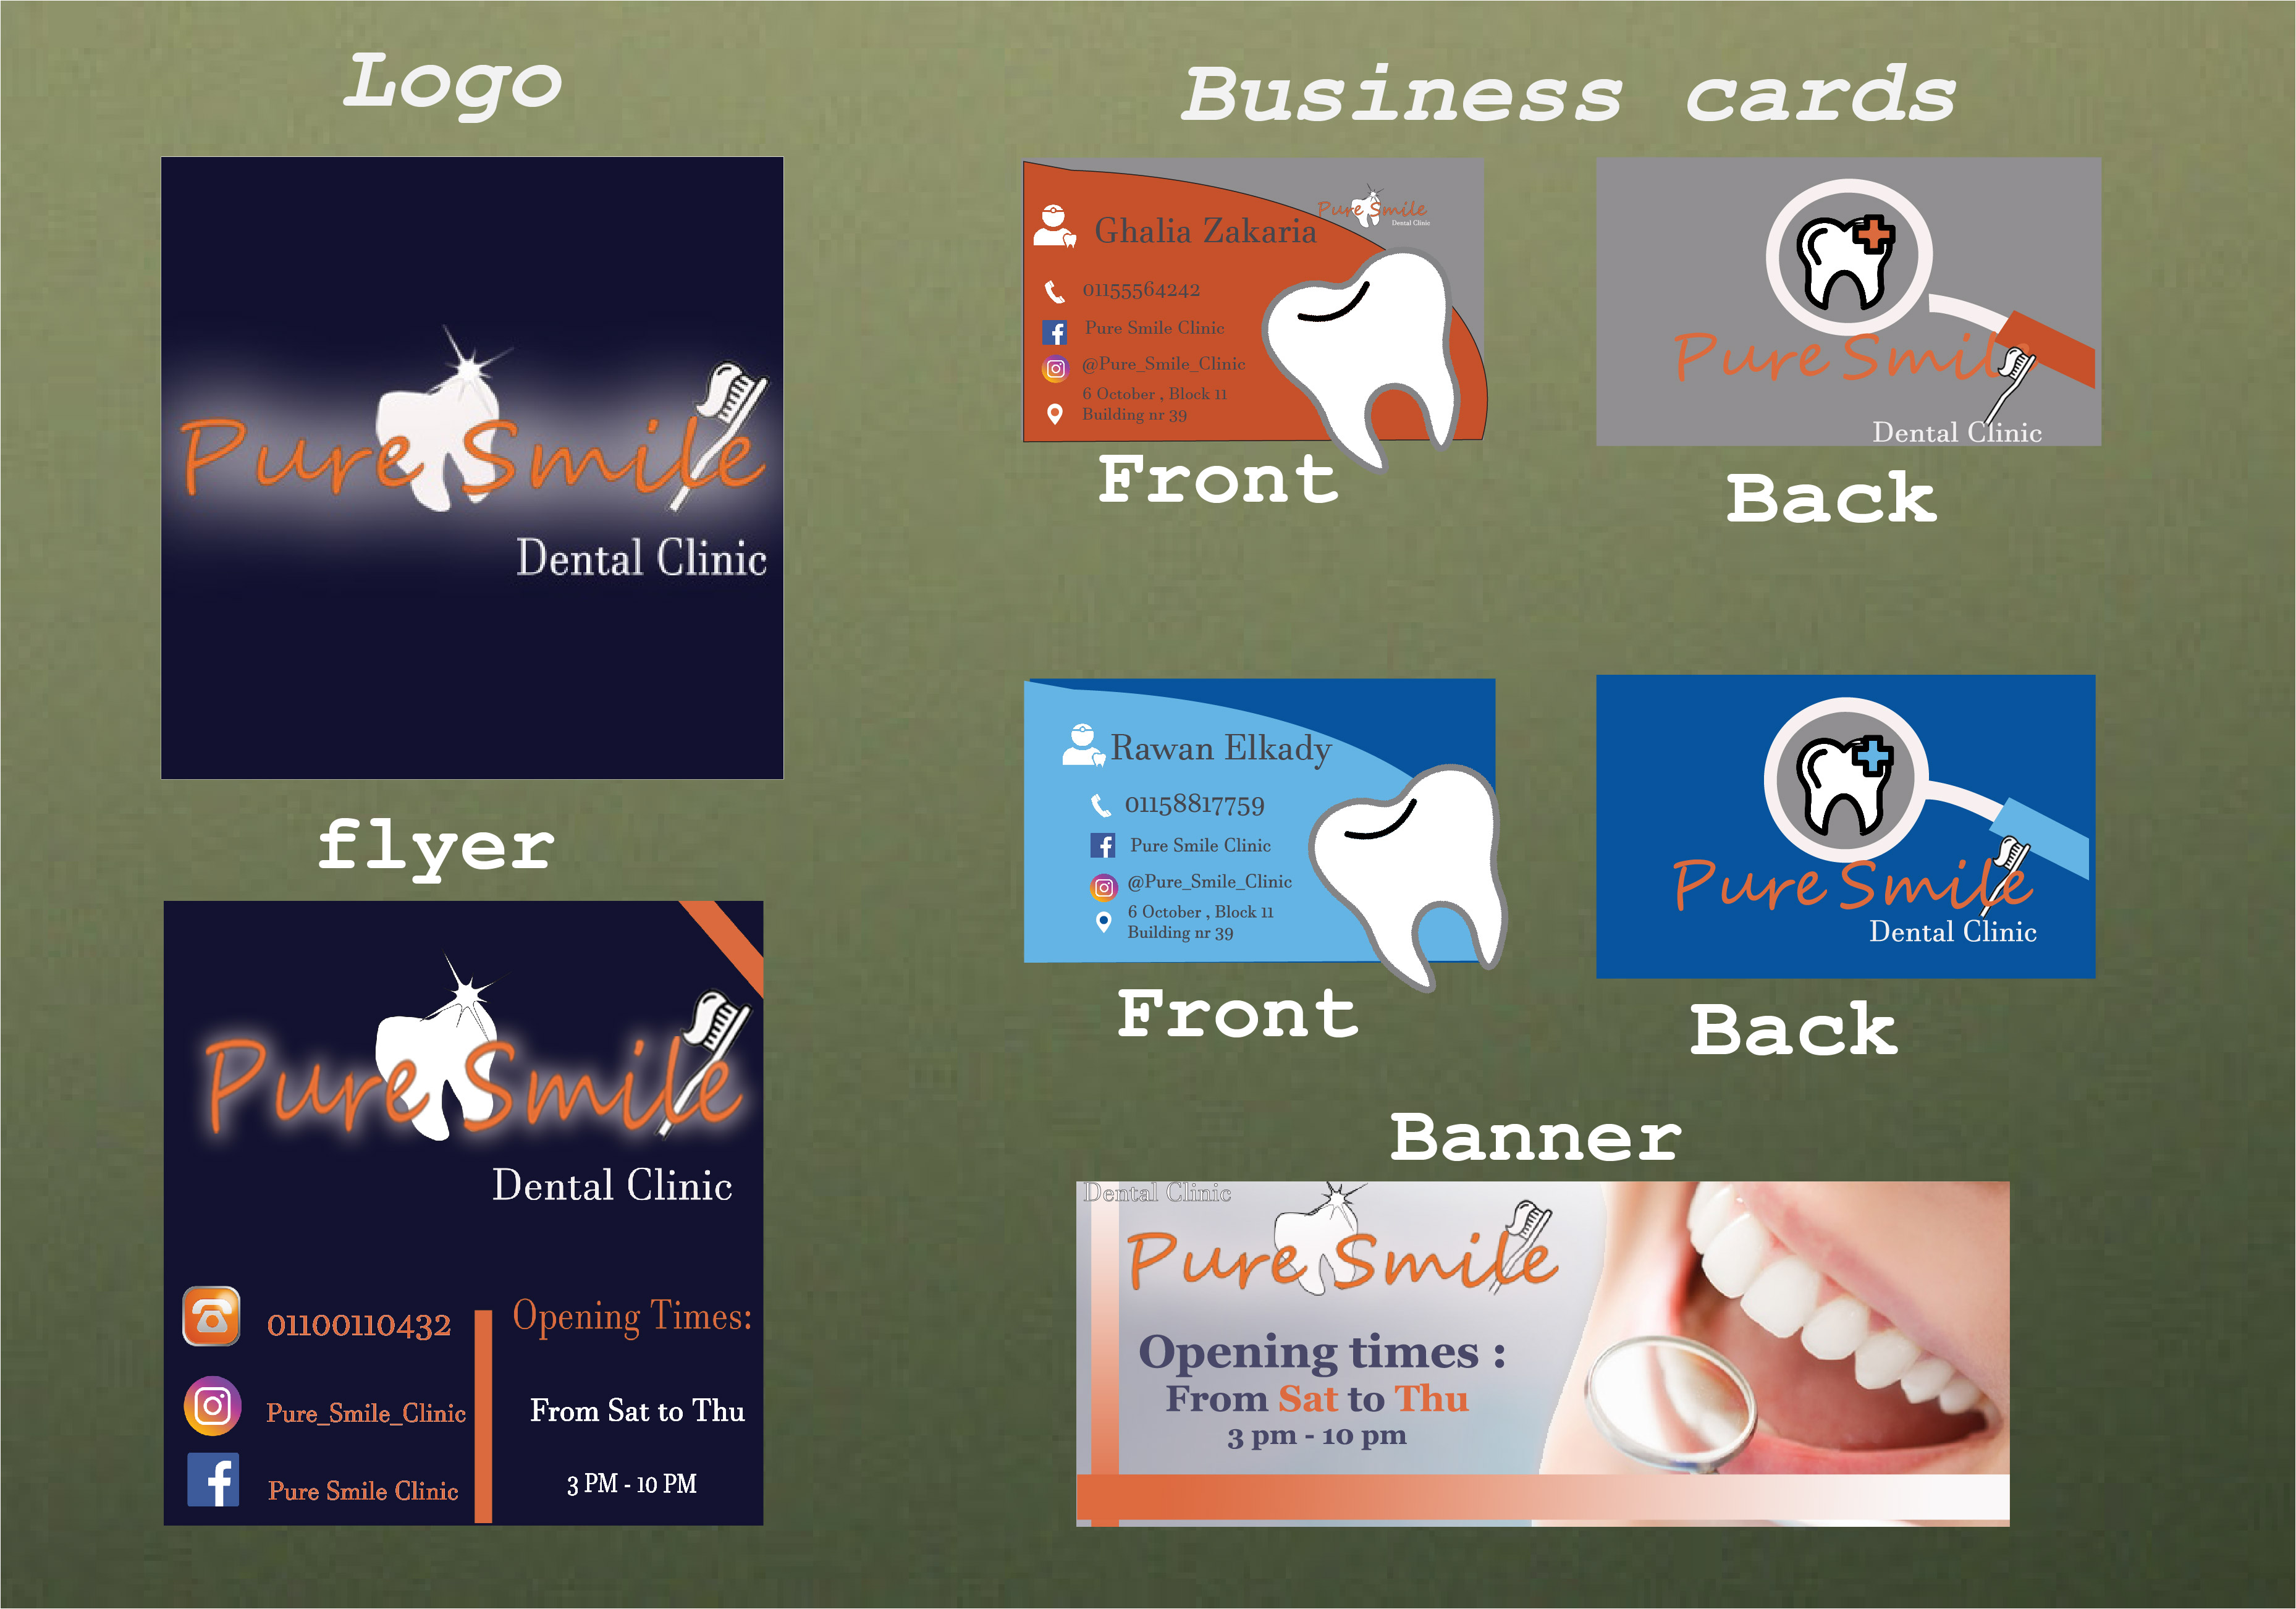 Logo
Pure Smile
Dental Clinic
flyer
Pure Smile
Dental Clinic
01100110432
Pure_Smile_Clinic
Pure Smile Clinic
Opening Times:
From Sat to Thu
3 PM - 10 PM
Business cards
Ghalia Zakaria
Pure Smile
Dental Clinic
01155564242
Pure Smile Clinic
@Pure_Smile_Clinic
6 October , Block 11
Building nr 39
Front
Pure Smile
Dental Clinic
Back
Rawan Elkady
01158817759
Pure Smile Clinic
@Pure_Smile_Clinic
6 October , Block 11
Building nr 39
Front
Pure Smile
Dental Clinic
Back
Banner
Dental Clinic
Pure Smile
Opening times :
From Sat to Thu
3 pm - 10 pm